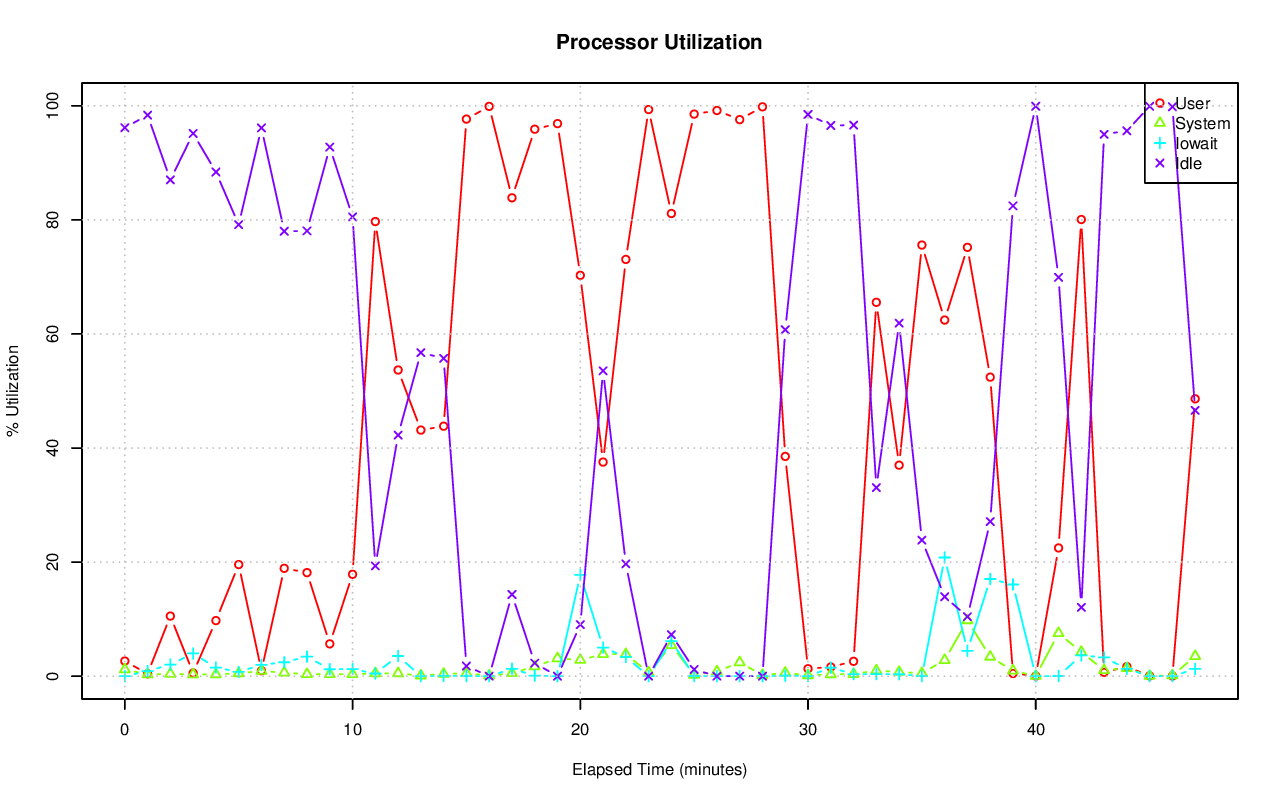 Processor Utilization
User
System
Iowait
Idle
% Utilization
100
80
60
40
20
0
0 10 20 30 40
Elapsed Time (minutes)